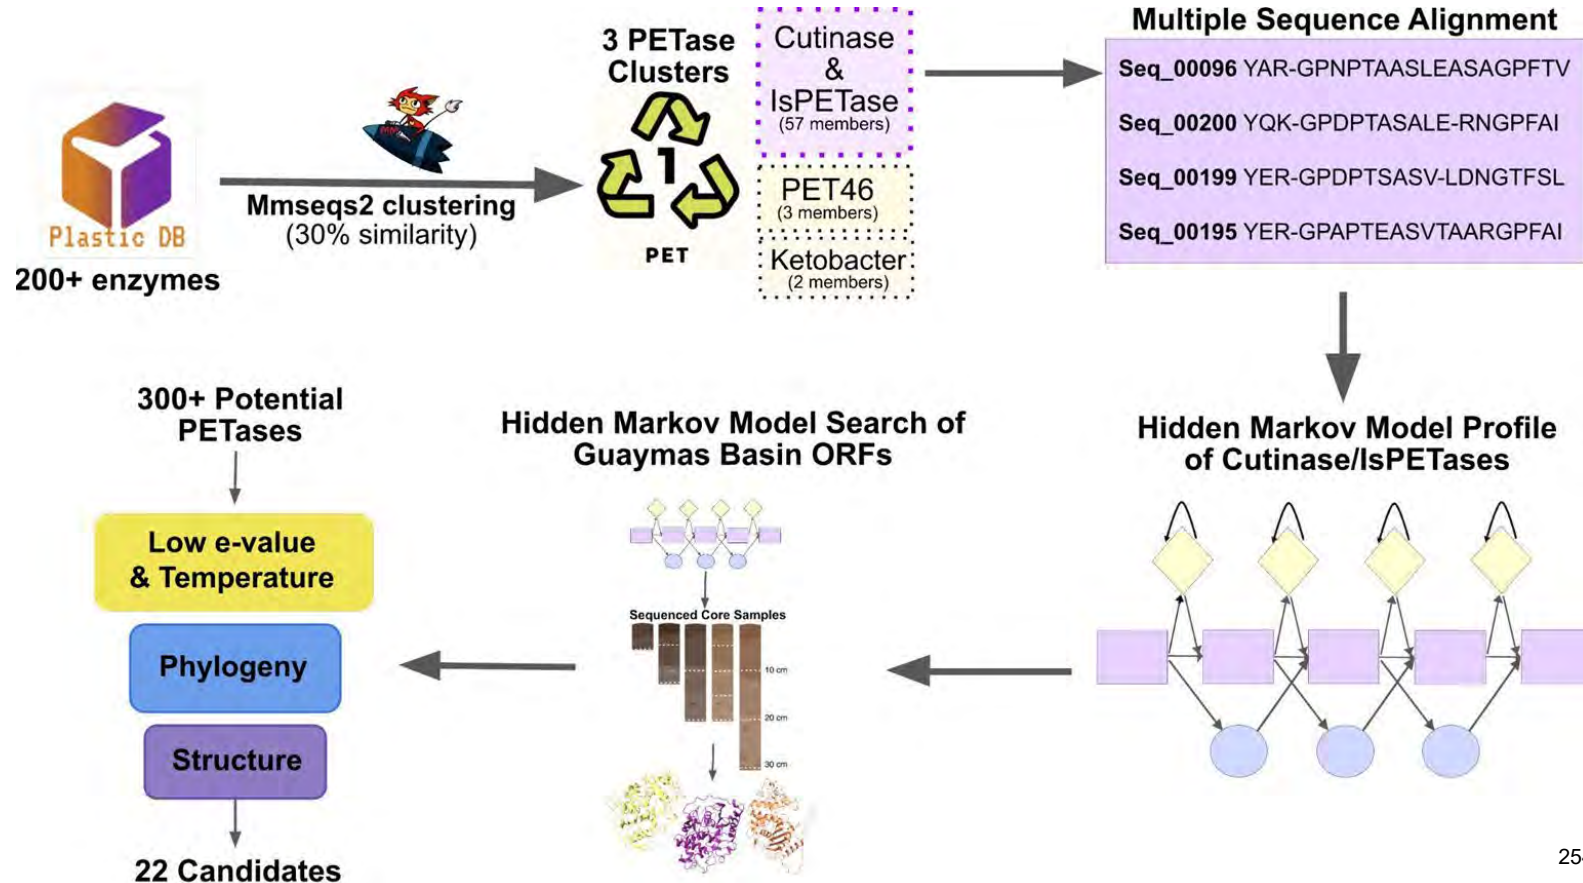 Plastic DB
200+ enzymes
Mmseqs2 clustering
(30% similarity)
3 PETase
Clusters
1
PET
Cutinase
&
IsPETase
(57 members)
PET46
(3 members)
Ketobacter
(2 members)
Multiple Sequence Alignment
Seq_00096 YAR-GPNPTAASLEASAGPFTV
Seq_00200 YQK-GPDPTASALE-RNGPFAI
Seq_00199 YER-GPDPTSASV-LDNGTFSL
Seq_00195 YER-GPAPTEASVTAARGPFAI
Hidden Markov Model Profile
of Cutinase/IsPETases
Hidden Markov Model Search of
Guaymas Basin ORFs
Sequenced Core Samples
10 cm
20 cm
30 cm
300+ Potential
PETases
Low e-value
& Temperature
Phylogeny
Structure
22 Candidates